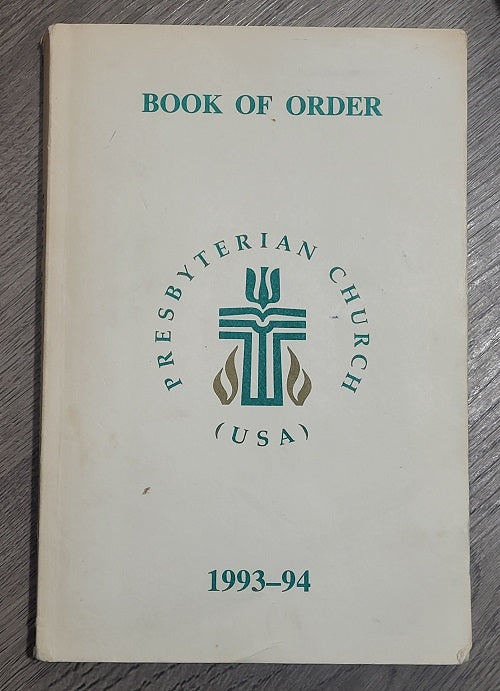 BOOK OF ORDER
PRESBYTERIAN CHURCH
(USA)
1993–94